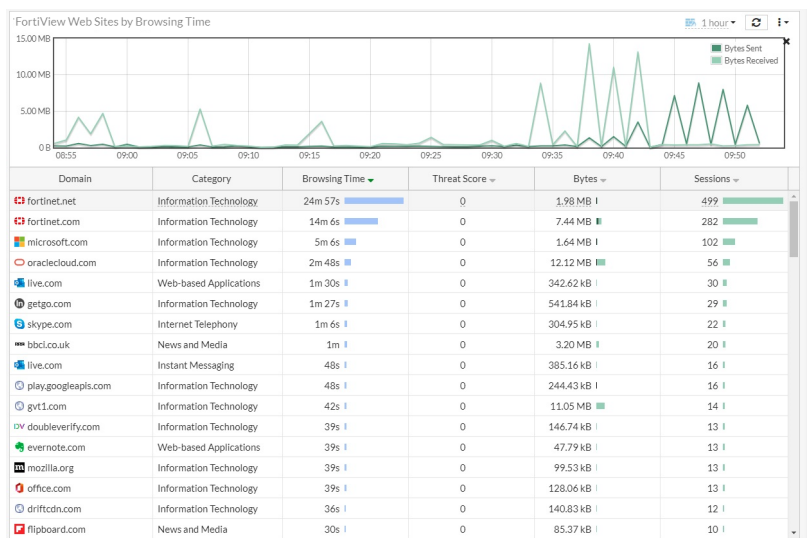 FortiView Web Sites by Browsing Time
1 hour
15.00 MB
Bytes Sent
Bytes Received
10.00 MB
5.00 MB
0 B
08:55 09:00 09:05 09:10 09:15 09:20 09:25 09:30 09:35 09:40 09:45 09:50
Domain Category Browsing Time Threat Score Bytes Sessions
fortinet.net Information Technology 24m 57s 0 1.98 MB 499
fortinet.com Information Technology 14m 6s 0 7.44 MB 282
microsoft.com Information Technology 5m 6s 0 1.64 MB 102
oraclecloud.com Information Technology 2m 48s 0 12.12 MB 56
live.com Web-based Applications 1m 30s 0 342.62 kB 30
getgo.com Information Technology 1m 27s 0 541.84 kB 29
skype.com Internet Telephony 1m 6s 0 304.95 kB 22
bbci.co.uk News and Media 1m 0 3.20 MB 20
live.com Instant Messaging 48s 0 385.16 kB 16
play.googleapis.com Information Technology 48s 0 244.43 kB 16
gvt1.com Information Technology 42s 0 11.05 MB 14
DV doubleverify.com Information Technology 39s 0 146.74 kB 13
evernote.com Web-based Applications 39s 0 47.79 kB 13
m mozilla.org Information Technology 39s 0 99.53 kB 13
office.com Information Technology 39s 0 128.06 kB 13
driftcdn.com Information Technology 36s 0 140.83 kB 12
flipboard.com News and Media 30s 0 85.37 kB 10